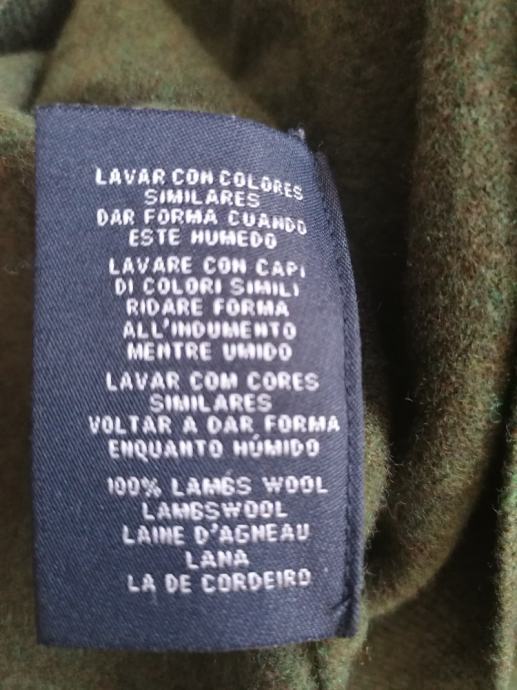 LAVAR CON COLORES
SIMILARES
DAR FORMA CUANDO
ESTE HUMEDO
LAVARE CON CAPI
DI COLORI SIMILI
RIDARE FORMA
ALL'INDUMENTO
MENTRE UMIDO
LAVAR COM CORES
SIMILARES
VOLTAR A DAR FORMA
ENQUANTO HÚMIDO
100% LAMBS WOOL
LAMBSWOOL
LAINE D'AGNEAU
LANA
LA DE CORDEIRO